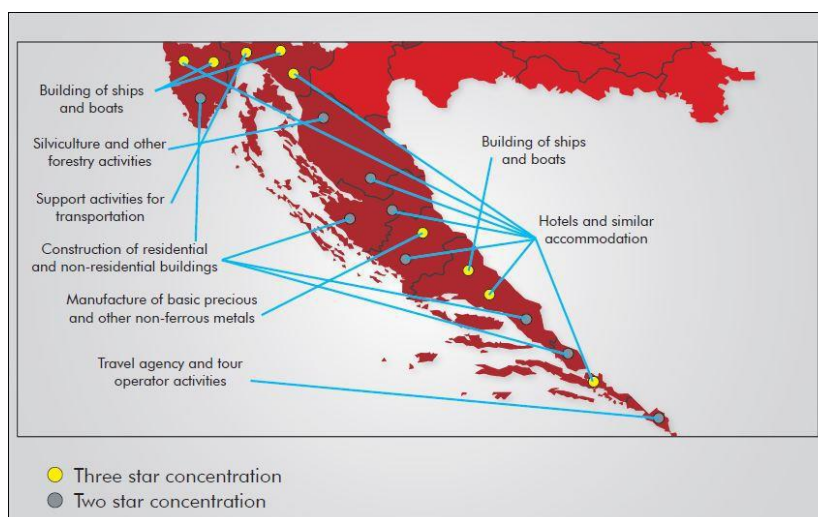 Building of ships
and boats
Silviculture and other
forestry activities
Support activities for
transportation
Construction of residential
and non-residential buildings
Manufacture of basic precious
and other non-ferrous metals
Travel agency and tour
operator activities
Building of ships
and boats
Hotels and similar
accommodation
Three star concentration
Two star concentration